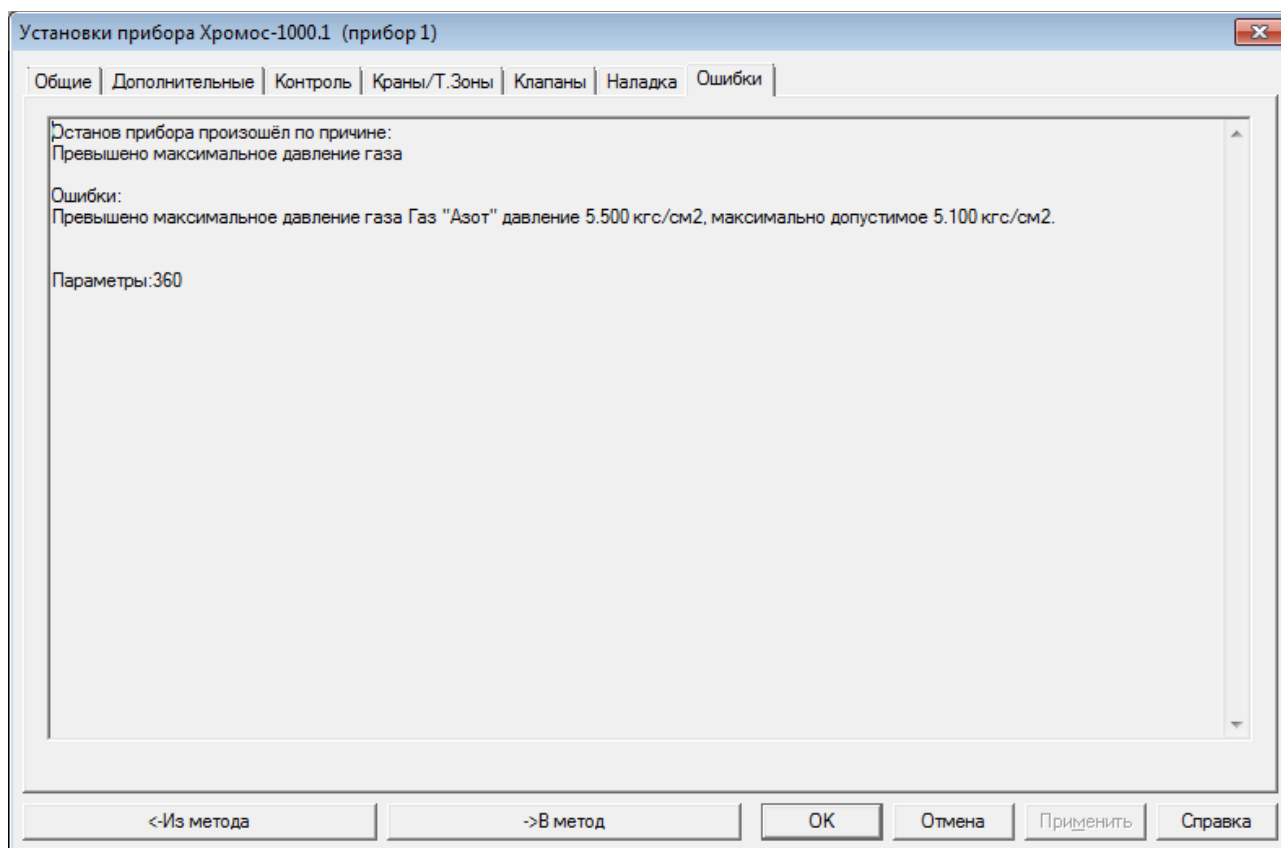 Установки прибора Хромос-1000.1 (прибор 1)
Общие Дополнительные Контроль Краны/Т.Зоны Клапаны Наладка Ошибки
Останов прибора произошёл по причине:
Превышено максимальное давление газа
Ошибки:
Превышено максимальное давление газа Газ "Азот" давление 5.500 кгс/см2, максимально допустимое 5.100 кгс/см2.
Параметры:360
<-Из метода ->В метод OK Отмена Применить Справка